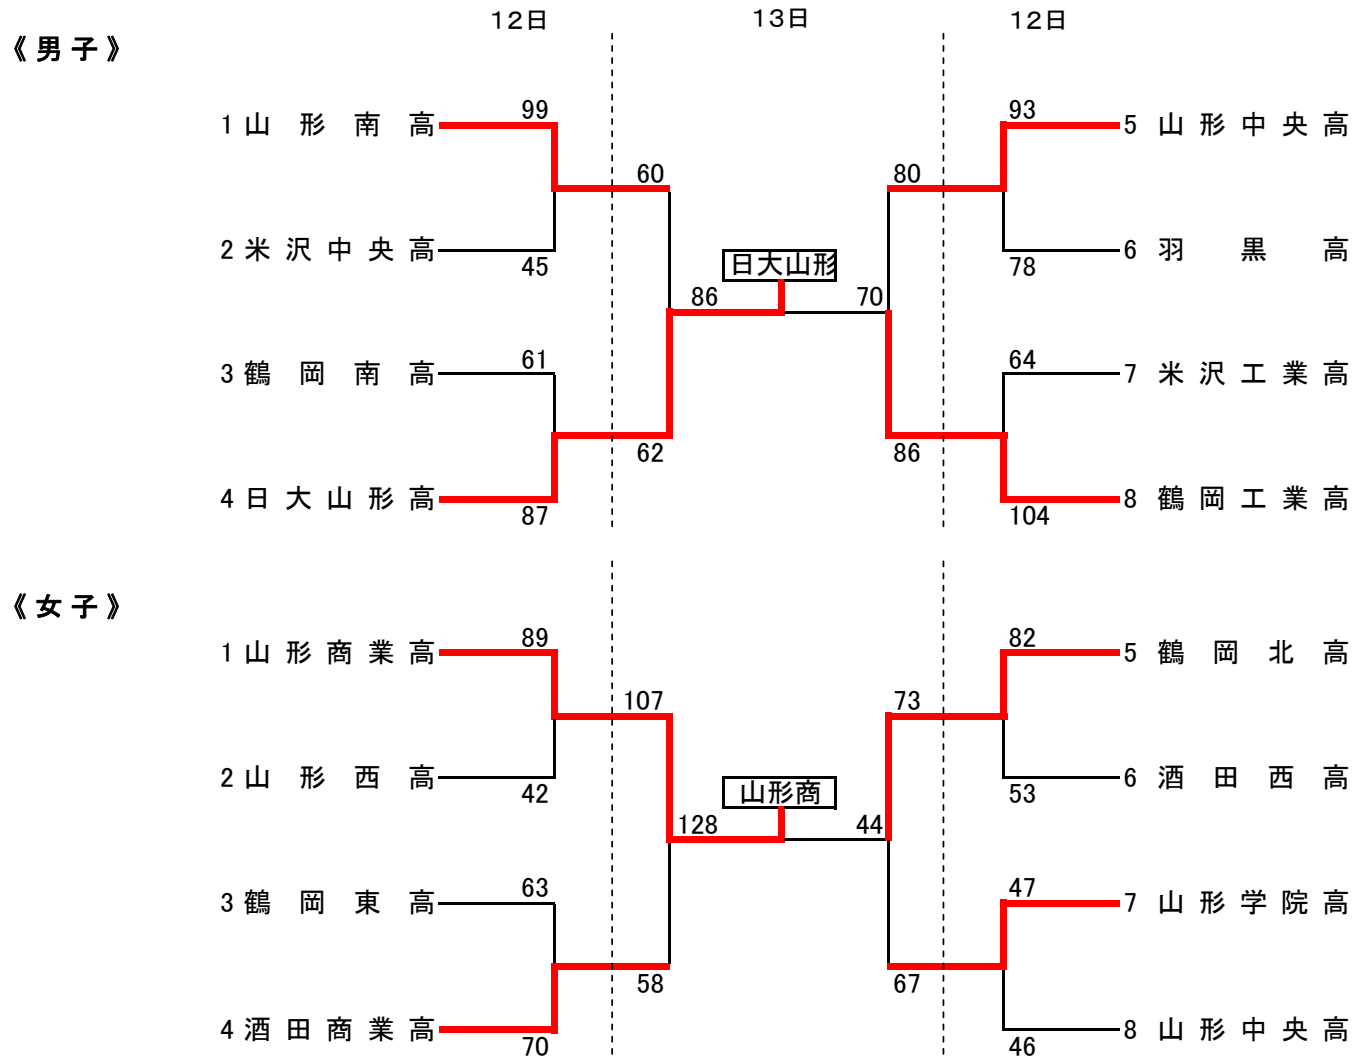 12日 13日 12日
《男子》
99 93
1 山形南高 5 山形中央高
60 80
2 米沢中央高 日大山形 6 羽黒高
45 78
86 70
61 64
3 鶴岡南高 7 米沢工業高
62 86
4 日大山形高 8 鶴岡工業高
87 104
《女子》
89 82
1 山形商業高 5 鶴岡北高
107 73
2 山形西高 山形商 6 酒田西高
42 53
128 44
63 47
3 鶴岡東高 7 山形学院高
58 67
4 酒田商業高 8 山形中央高
70 46